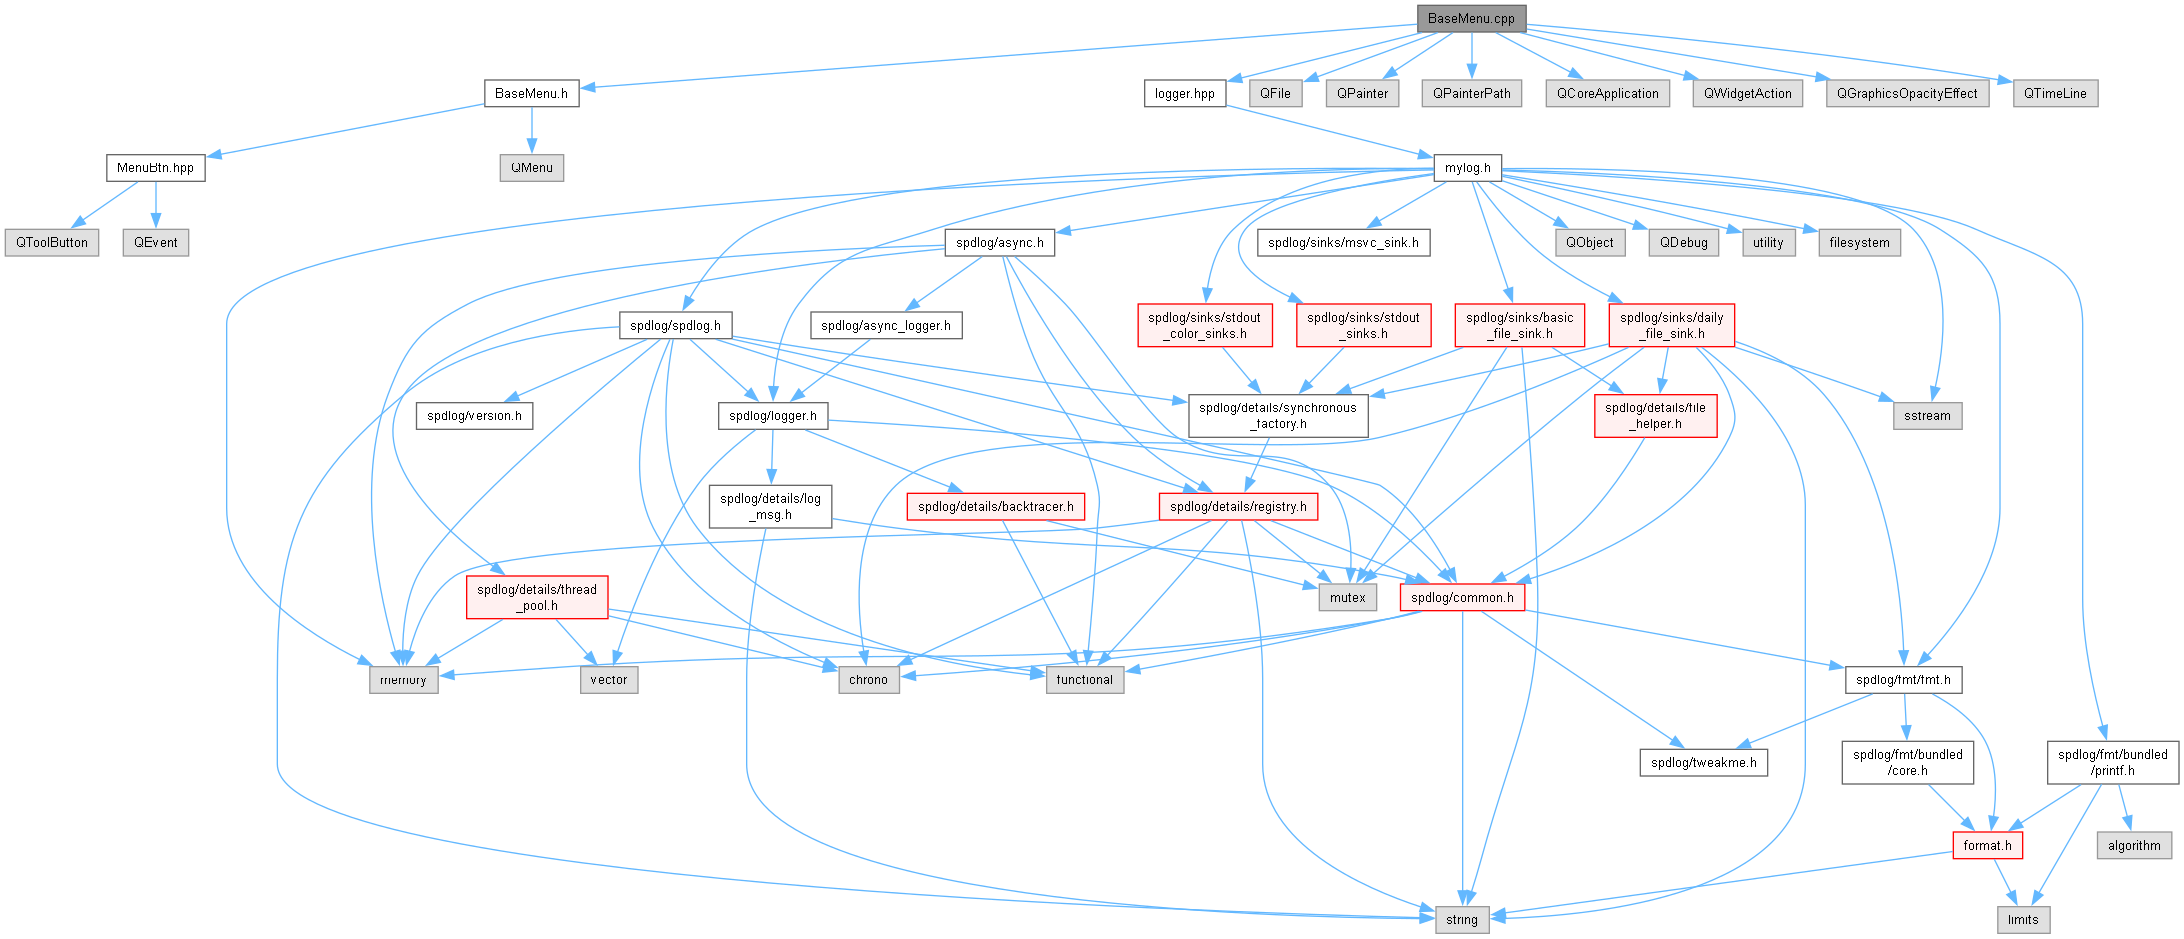 BaseMenu.cpp
BaseMenu.h
logger.hpp
QFile
QPainter
QPainterPath
QCoreApplication
QWidgetAction
QGraphicsOpacityEffect
QTimeLine
MenuBtn.hpp
QMenu
mylog.h
QToolButton
QEvent
spdlog/async.h
spdlog/sinks/msvc_sink.h
QObject
QDebug
utility
filesystem
spdlog/spdlog.h
spdlog/async_logger.h
spdlog/sinks/stdout
_color_sinks.h
spdlog/sinks/stdout
_sinks.h
spdlog/sinks/basic
_file_sink.h
spdlog/sinks/daily
_file_sink.h
spdlog/version.h
spdlog/logger.h
spdlog/details/synchronous
_factory.h
spdlog/details/file
_helper.h
sstream
spdlog/details/log
_msg.h
spdlog/details/backtracer.h
spdlog/details/registry.h
spdlog/details/thread
_pool.h
mutex
spdlog/common.h
memory
vector
chrono
functional
spdlog/fmt/fmt.h
spdlog/tweakme.h
spdlog/fmt/bundled
/core.h
spdlog/fmt/bundled
/printf.h
format.h
algorithm
string
limits